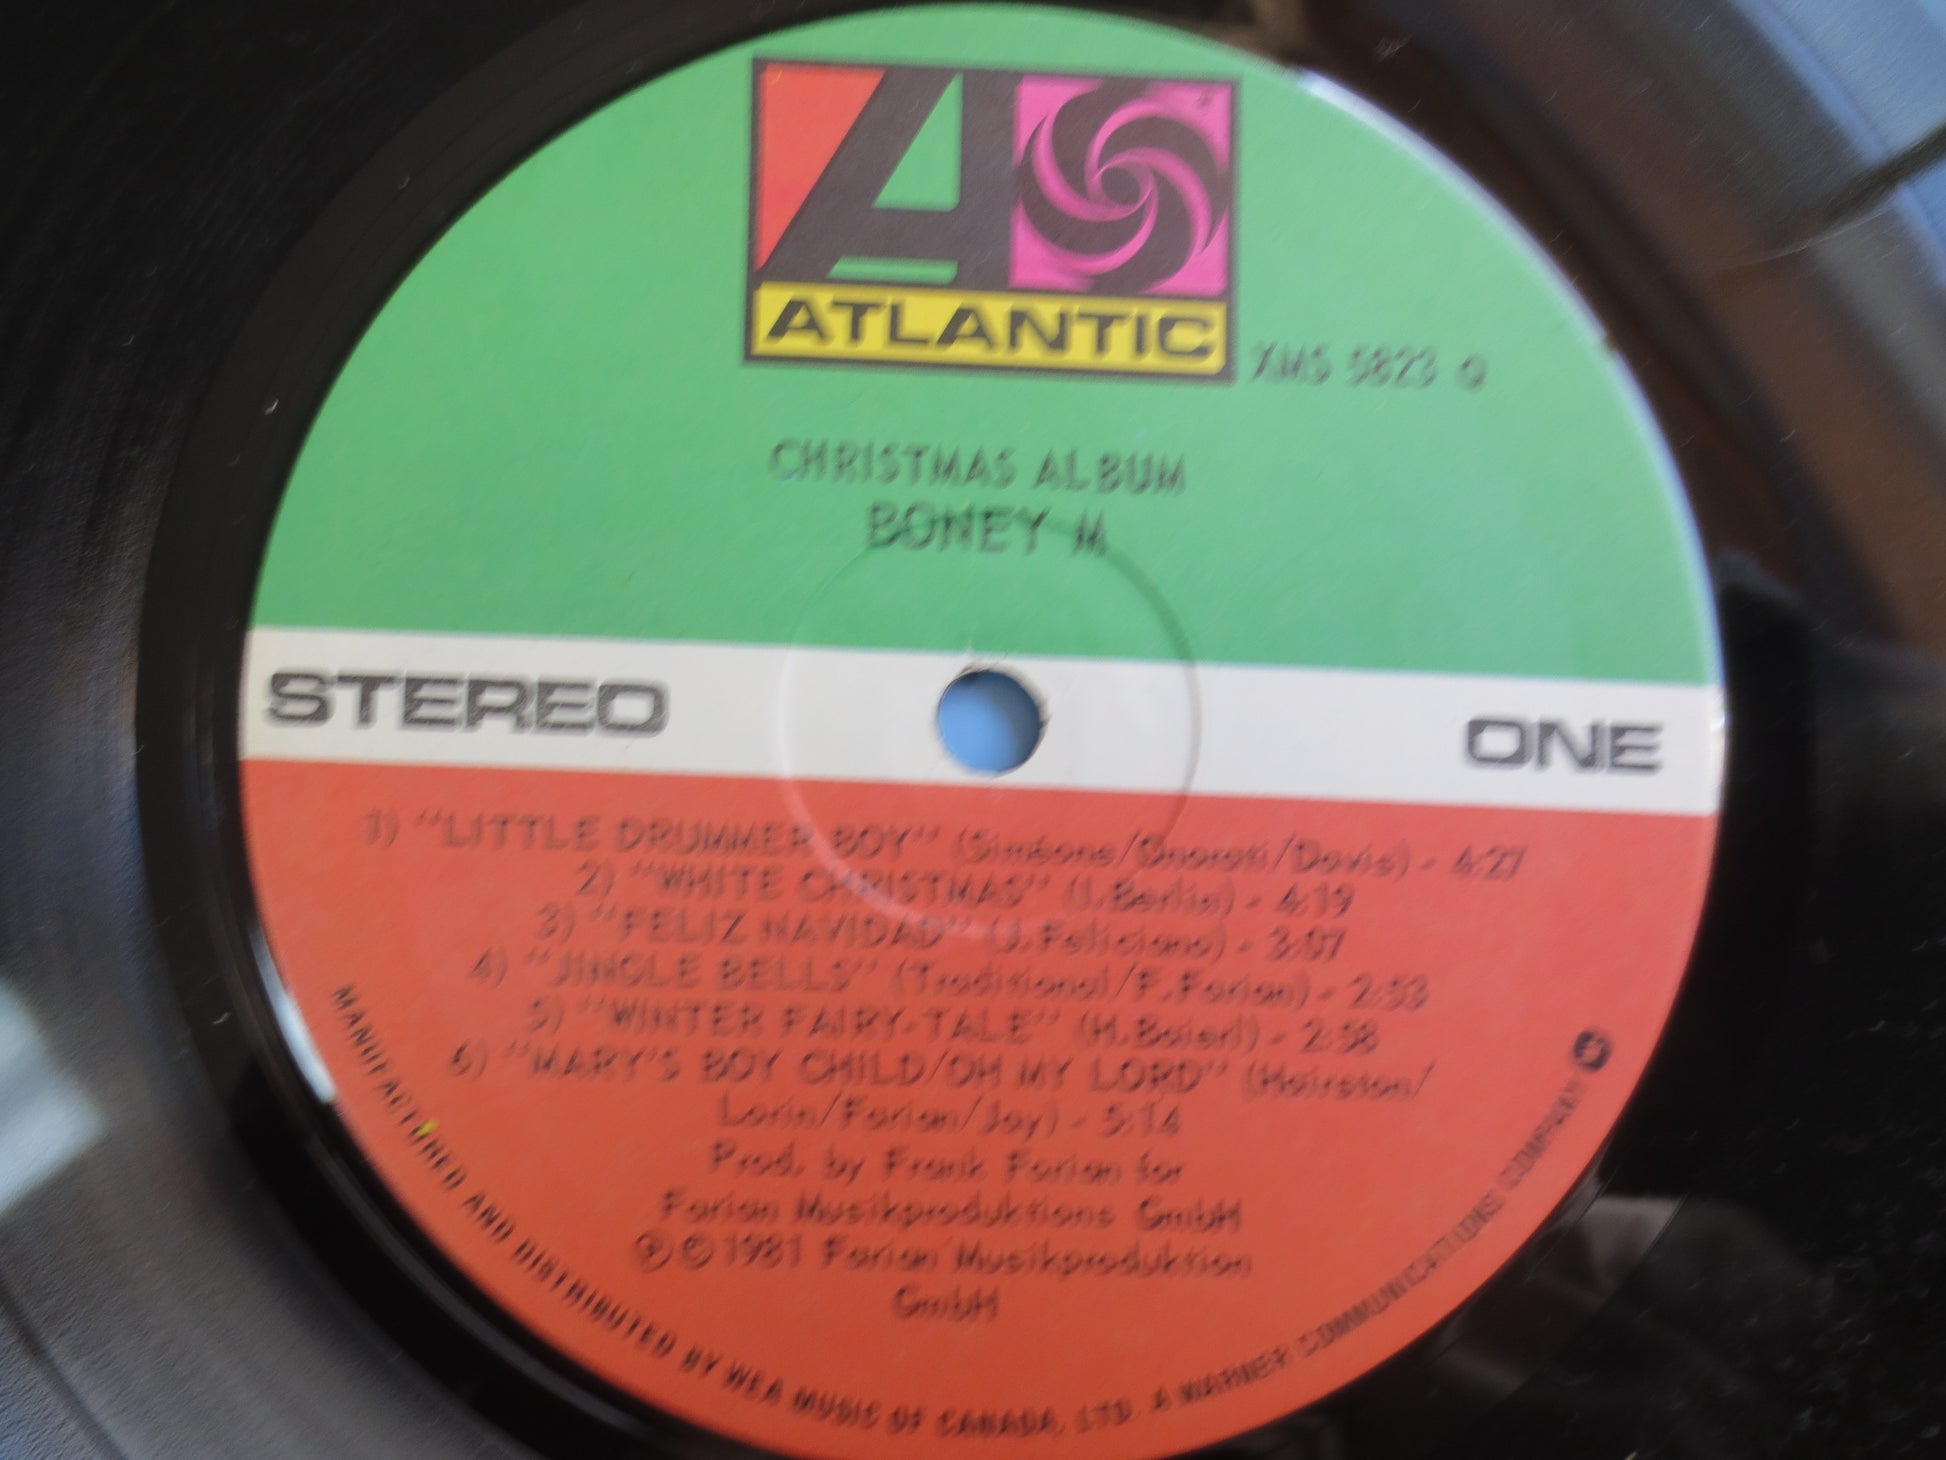 ATLANTIC
XMS 5823 Q
CHRISTMAS ALBUM
BONEY M
STEREO
ONE
1) "LITTLE DRUMMER BOY" (Simeone/Onorati/Davis) - 4:27
2) "WHITE CHRISTMAS" (I.Berlin) - 4:19
3) "FELIZ NAVIDAD" (J.Feliciano) - 3:07
4) "JINGLE BELLS" (Traditional/F.Farian) - 2:53
5) "WINTER FAIRY-TALE" (H.Baierl) - 2:58
6) "MARY'S BOY CHILD/OH MY LORD" (Hairston/
Lorin/Farian/Jay) - 5:14
Prod. by Frank Farian for
Farian Musikproduktions GmbH
℗ © 1981 Farian Musikproduktion
GmbH
MANUFACTURED AND DISTRIBUTED BY WEA MUSIC OF CANADA, LTD. A WARNER COMMUNICATIONS COMPANY